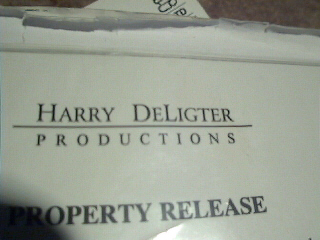 HARRY DELIGTER
PRODUCTIONS
PROPERTY RELEASE